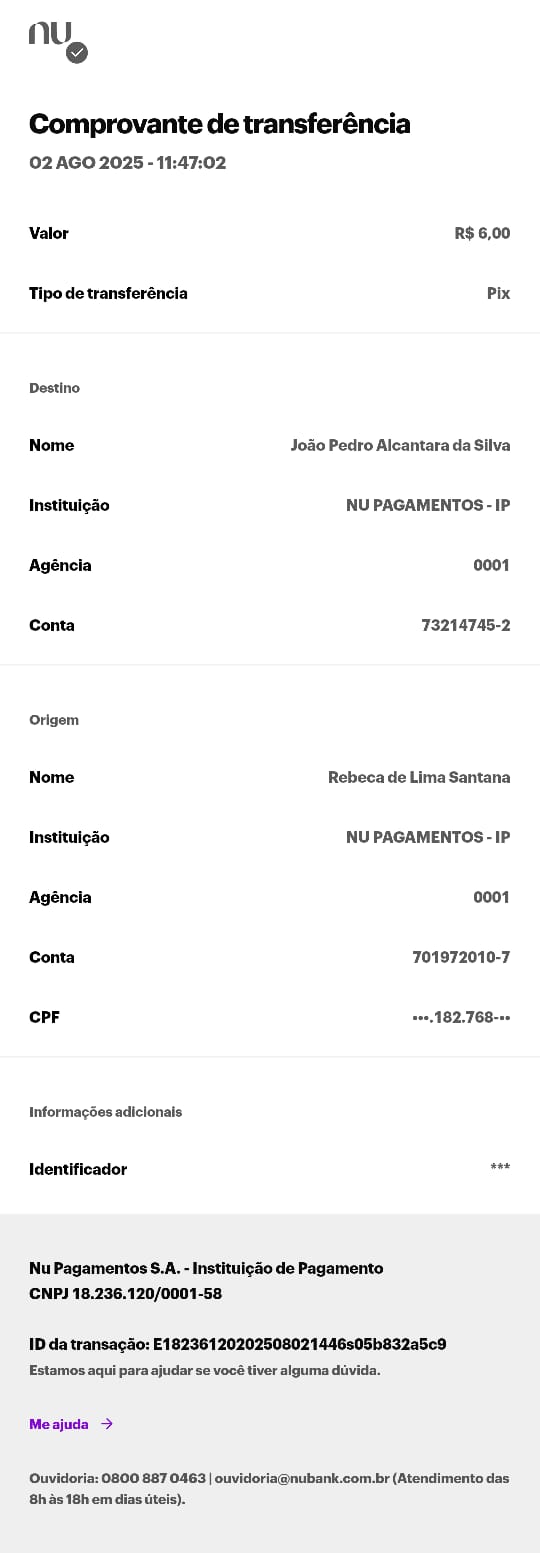 nu
Comprovante de transferência
02 AGO 2025 - 11:47:02
Valor R$ 6,00
Tipo de transferência Pix
Destino
Nome João Pedro Alcantara da Silva
Instituição NU PAGAMENTOS - IP
Agência 0001
Conta 73214745-2
Origem
Nome Rebeca de Lima Santana
Instituição NU PAGAMENTOS - IP
Agência 0001
Conta 701972010-7
CPF •••.182.768-••
Informações adicionais
Identificador ***
Nu Pagamentos S.A. - Instituição de Pagamento
CNPJ 18.236.120/0001-58
ID da transação: E18236120202508021446s05b832a5c9
Estamos aqui para ajudar se você tiver alguma dúvida.
Me ajuda →
Ouvidoria: 0800 887 0463 | ouvidoria@nubank.com.br (Atendimento das
8h às 18h em dias úteis).